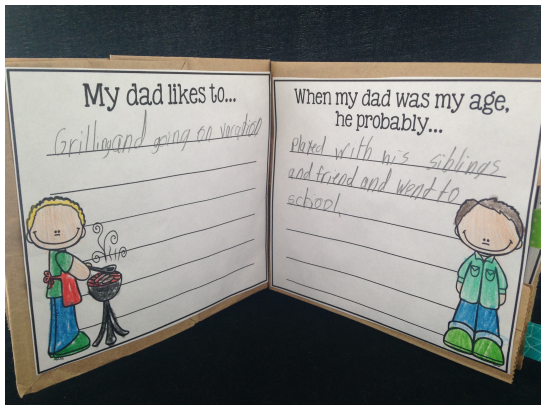 My dad likes to...
Grilling and going on vacation
When my dad was my age,
he probably...
played with his siblings
and friend and went to
school